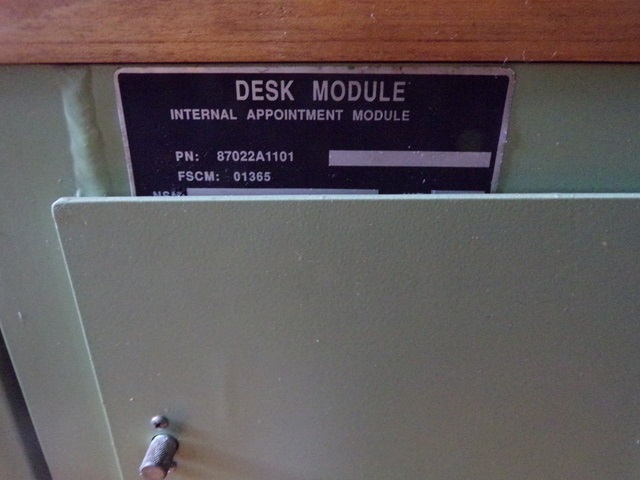 DESK MODULE
INTERNAL APPOINTMENT MODULE
PN: 87022A1101
FSCM: 01365